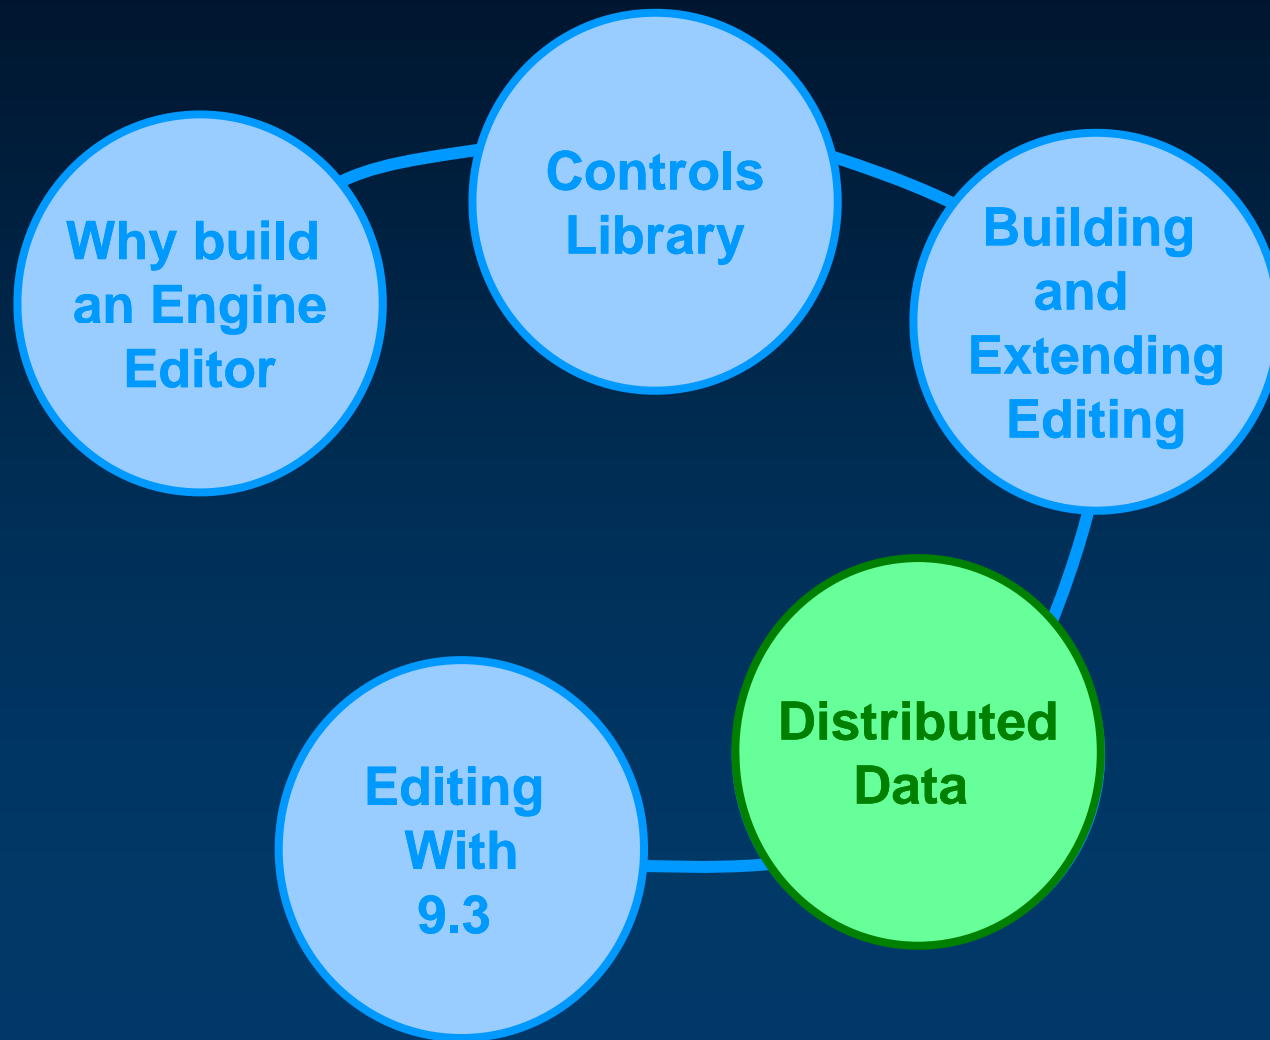 Why build
an Engine
Editor
Controls
Library
Building
and
Extending
Editing
Distributed
Data
Editing
With
9.3